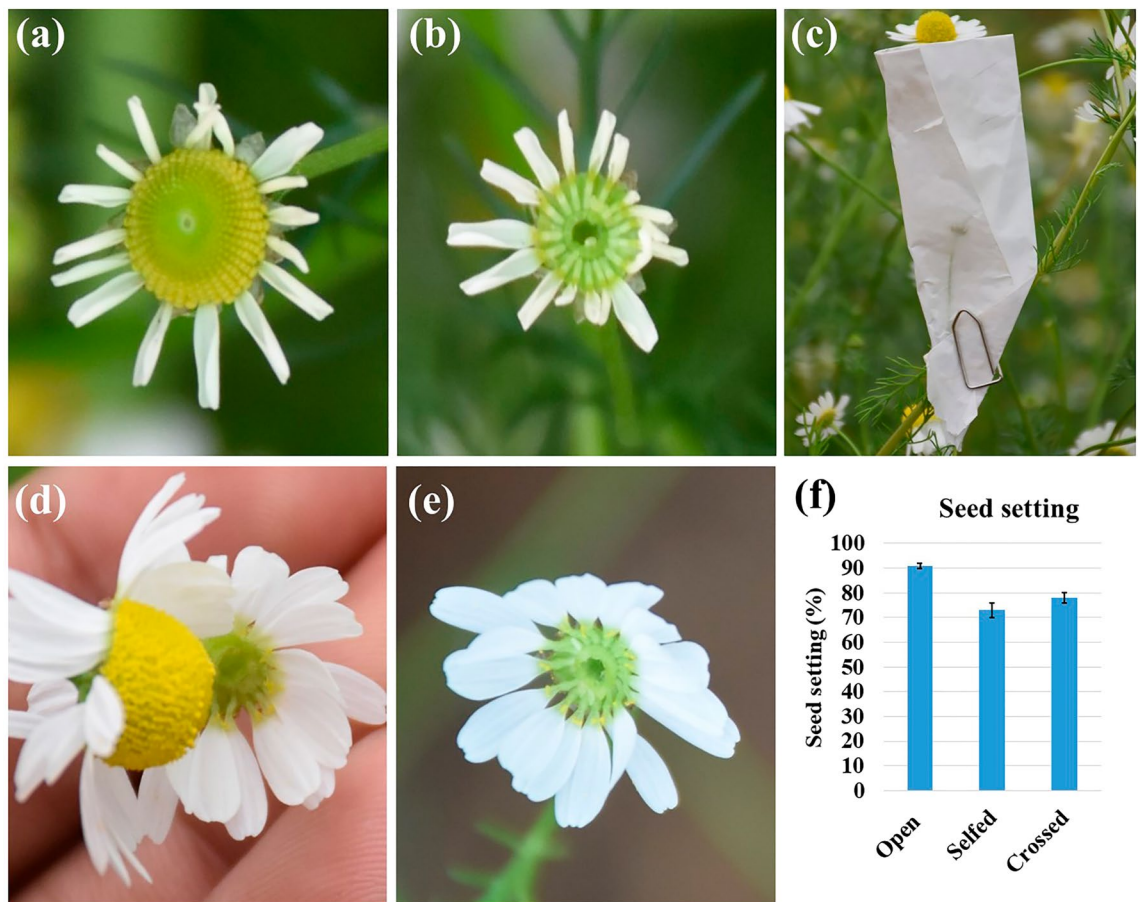 (a)
(b)
(c)
(d)
(e)
(f)
Seed setting
Seed setting (%)
100
90
80
70
60
50
40
30
20
10
0
Open
Selfed
Crossed